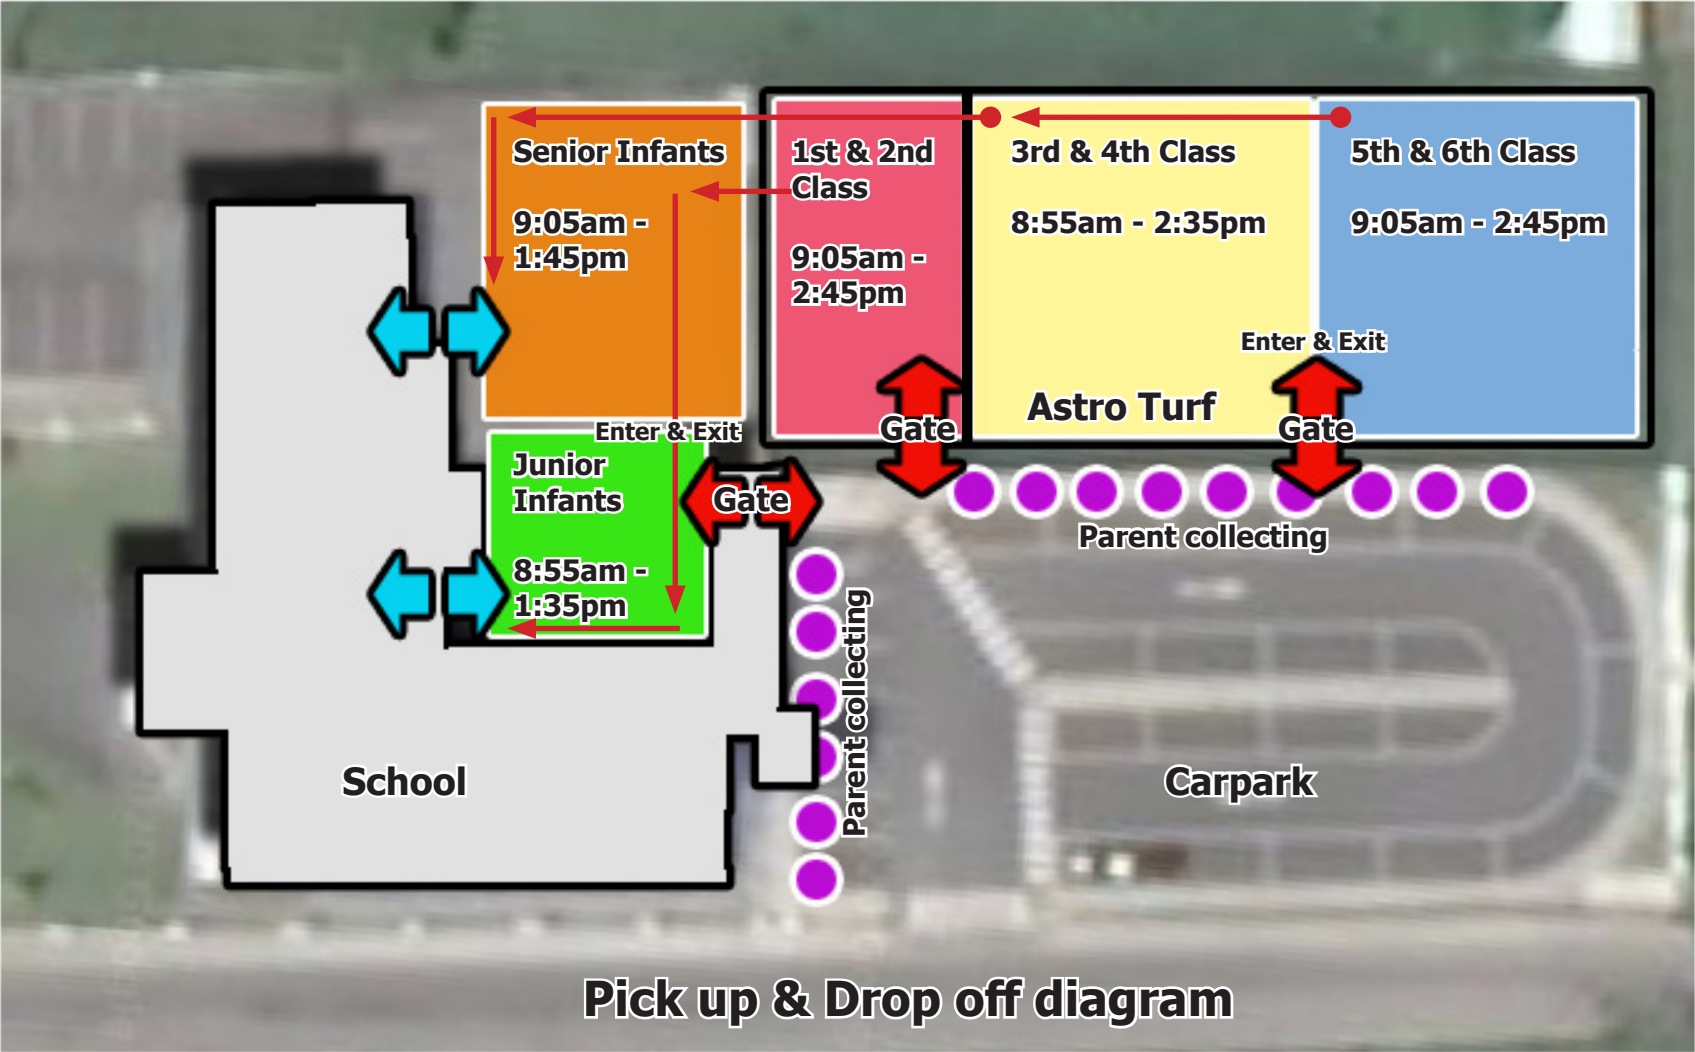 Senior Infants
9:05am -
1:45pm
1st & 2nd
Class
9:05am -
2:45pm
3rd & 4th Class
8:55am - 2:35pm
5th & 6th Class
9:05am - 2:45pm
Enter & Exit
Astro Turf
Gate
Gate
Enter & Exit
Junior
Infants
8:55am -
1:35pm
Gate
Parent collecting
Parent collecting
School
Carpark
Pick up & Drop off diagram